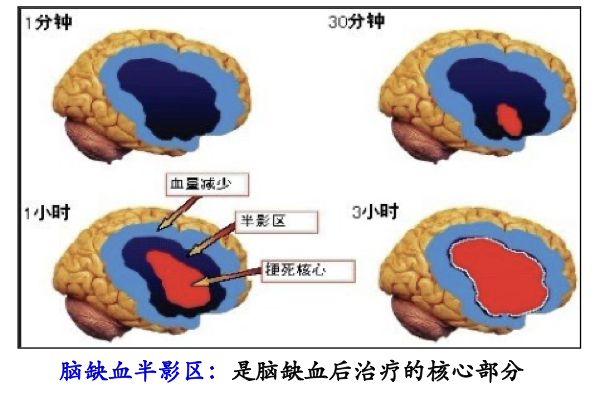 1分钟
30分钟
血量减少
1小时
半影区
3小时
梗死核心
脑缺血半影区：是脑缺血后治疗的核心部分